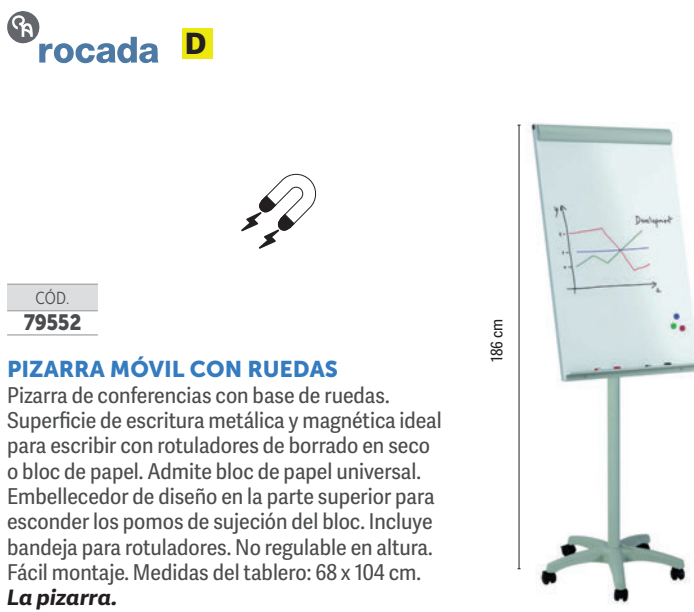 rocada D
CÓD.
79552
186 cm
Development
PIZARRA MÓVIL CON RUEDAS
Pizarra de conferencias con base de ruedas.
Superficie de escritura metálica y magnética ideal
para escribir con rotuladores de borrado en seco
o bloc de papel. Admite bloc de papel universal.
Embellecedor de diseño en la parte superior para
esconder los pomos de sujeción del bloc. Incluye
bandeja para rotuladores. No regulable en altura.
Fácil montaje. Medidas del tablero: 68 x 104 cm.
La pizarra.